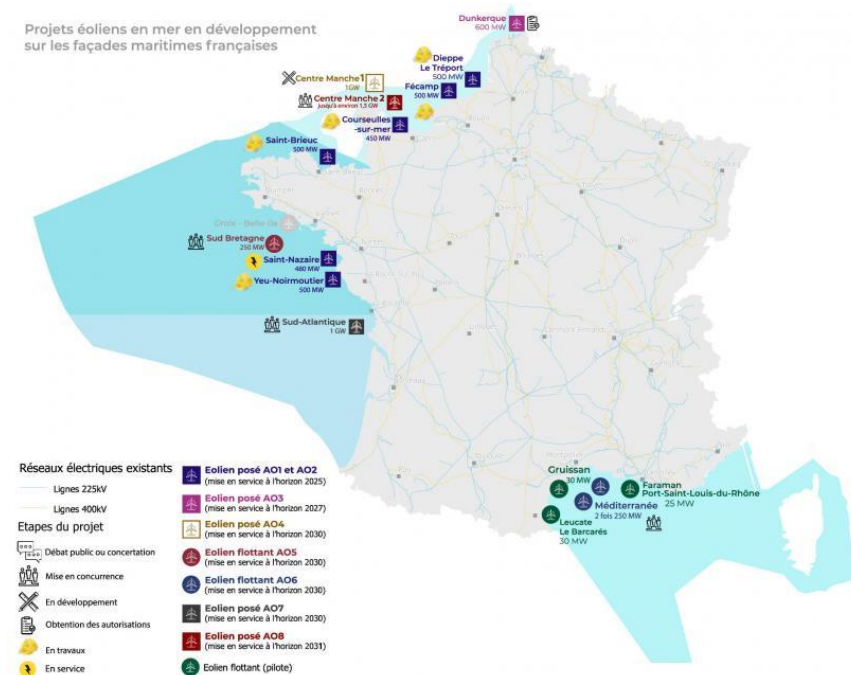 Projets éoliens en mer en développement
sur les façades maritimes françaises
Dunkerque
600 MW
Dieppe
Le Tréport
500 MW
Fécamp
500 MW
Centre Manche 1
1GW
Centre Manche 2
jusqu'à environ 1,5 GW
Courseulles
-sur-mer
450 MW
Saint-Brieuc
500 MW
Groix - Belle-Ile
Sud Bretagne
250 MW
Saint-Nazaire
480 MW
Yeu-Noirmoutier
500 MW
Sud-Atlantique
1 GW
Gruissan
30 MW
Méditerranée
2 fois 250 MW
Faraman
Port-Saint-Louis-du-Rhône
25 MW
Leucate
Le Barcarés
30 MW
Réseaux électriques existants
Lignes 225kV
Lignes 400kV
Etapes du projet
Débat public ou concertation
Mise en concurrence
En développement
Obtention des autorisations
En travaux
En service
Eolien posé AO1 et AO2
(mise en service à l'horizon 2025)
Eolien posé AO3
(mise en service à l'horizon 2027)
Eolien posé AO4
(mise en service à l'horizon 2030)
Eolien flottant AO5
(mise en service à l'horizon 2030)
Eolien flottant AO6
(mise en service à l'horizon 2030)
Eolien posé AO7
(mise en service à l'horizon 2030)
Eolien posé AO8
(mise en service à l'horizon 2031)
Eolien flottant (pilote)